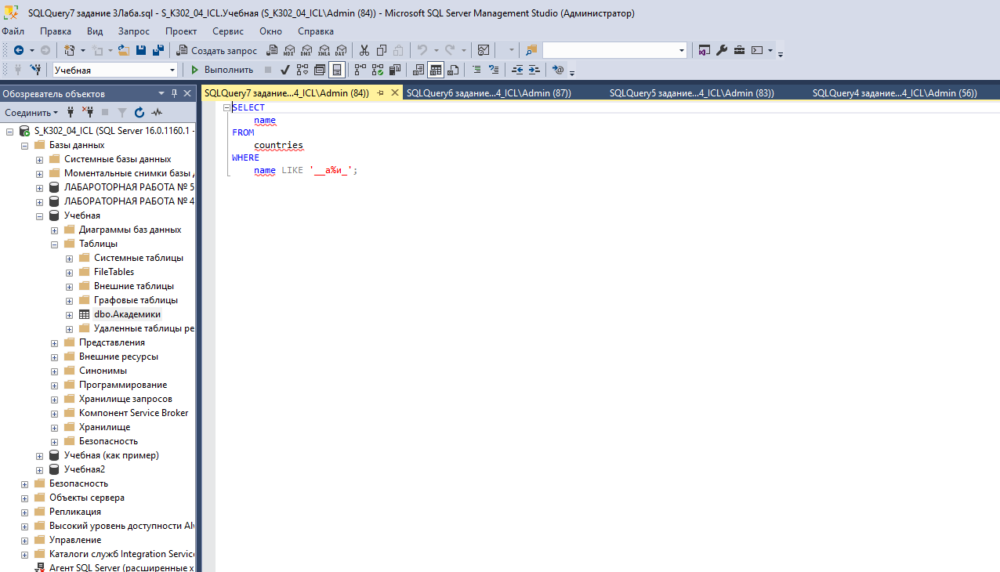 SQLQuery7 задание 3Лаба.sql - S_K302_04_ICL.Учебная (S_K302_04_ICL\Admin (84)) - Microsoft SQL Server Management Studio (Администратор)
Файл Правка Вид Запрос Проект Сервис Окно Справка
Создать запрос MDX DMX XMLA DAX
Учебная Выполнить
Обозреватель объектов
SQLQuery7 задание...4_ICL\Admin (84)) SQLQuery6 задание...4_ICL\Admin (87)) SQLQuery5 задание...4_ICL\Admin (83)) SQLQuery4 задание...4_ICL\Admin (56))
Соединить
S_K302_04_ICL (SQL Server 16.0.1160.1 -
Базы данных
Системные базы данных
Моментальные снимки базы д
ЛАБАРОТОРНАЯ РАБОТА № 5
ЛАБОРАТОРНАЯ РАБОТА № 4
Учебная
Диаграммы баз данных
Таблицы
Системные таблицы
FileTables
Внешние таблицы
Графовые таблицы
dbo.Академики
Удаленные таблицы ре
Представления
Внешние ресурсы
Синонимы
Программирование
Хранилище запросов
Компонент Service Broker
Хранилище
Безопасность
Учебная (как пример)
Учебная2
Безопасность
Объекты сервера
Репликация
Высокий уровень доступности Alw
Управление
Каталоги служб Integration Service
Агент SQL Server (расширенные х
SELECT
name
FROM
countries
WHERE
name LIKE '__a%и_';